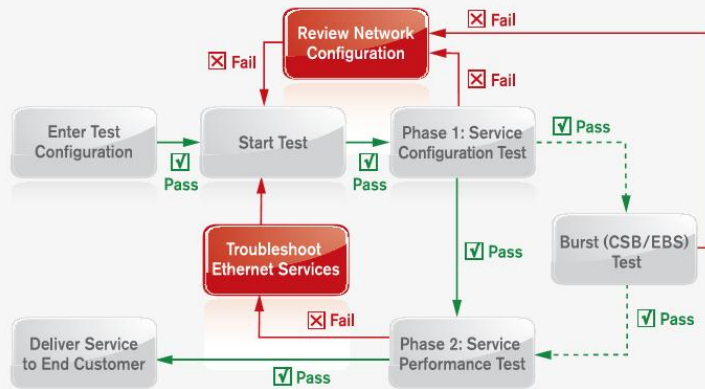 Review Network
Configuration
Fail
Fail
Fail
Enter Test
Configuration
Pass
Start Test
Pass
Phase 1: Service
Configuration Test
Pass
Troubleshoot
Ethernet Services
Pass
Burst (CSB/EBS)
Test
Fail
Pass
Deliver Service
to End Customer
Pass
Phase 2: Service
Performance Test